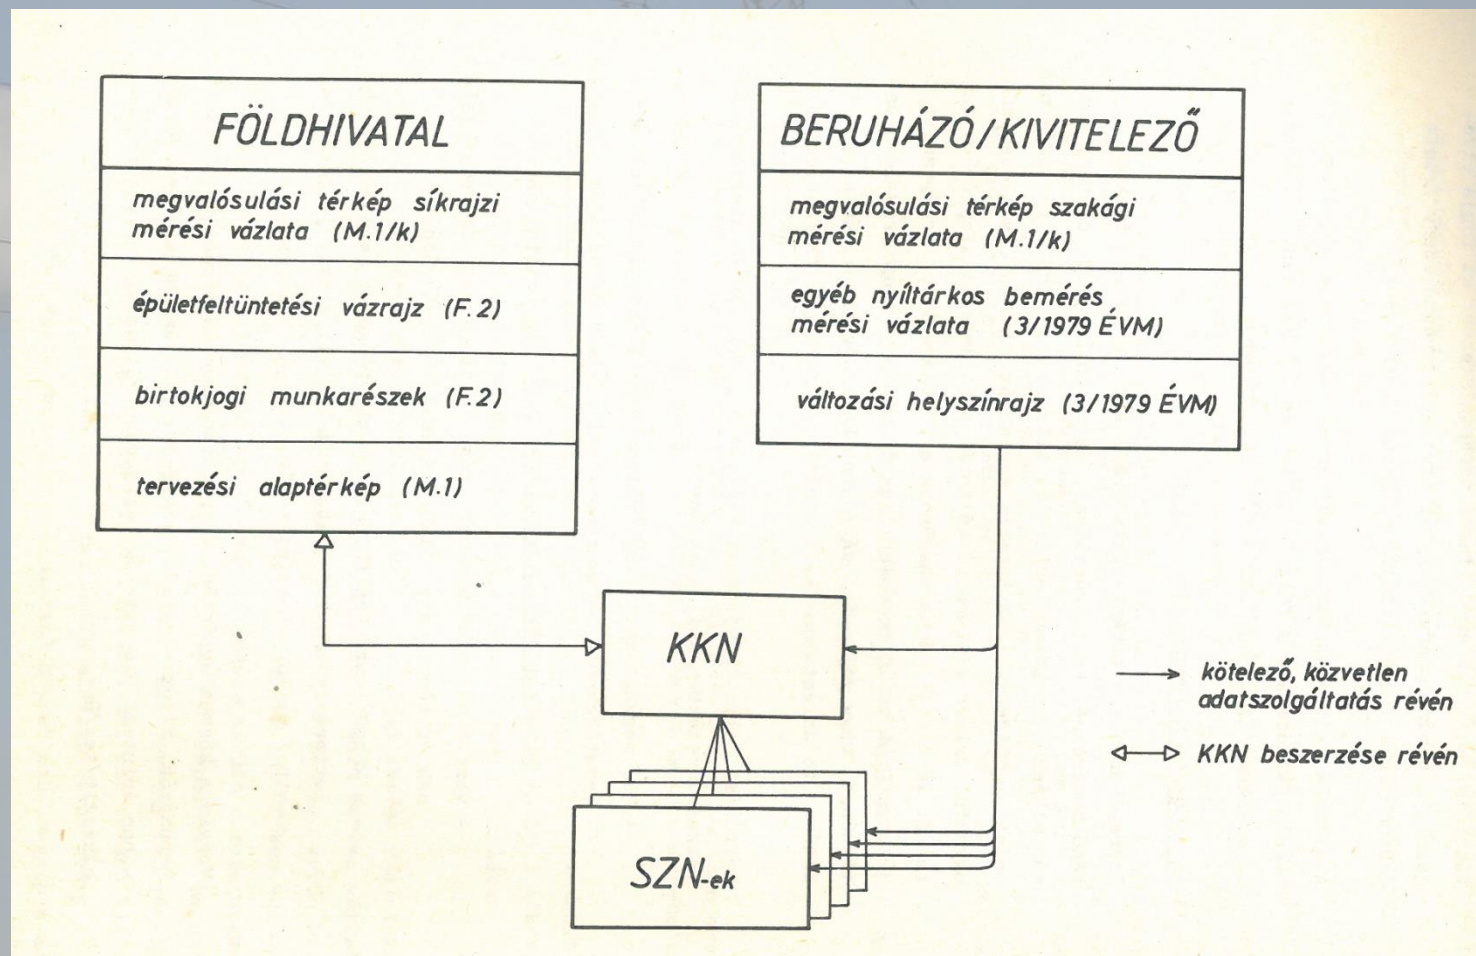 FÖLDHIVATAL
megvalósulási térkép síkrajzi
mérési vázlata (M.1/k)
épületfeltüntetési vázrajz (F.2)
birtokjogi munkarészek (F.2)
tervezési alaptérkép (M.1)
BERUHÁZÓ/KIVITELEZŐ
megvalósulási térkép szakági
mérési vázlata (M.1/k)
egyéb nyíltárkos bemérés
mérési vázlata (3/1979 ÉVM)
változási helyszínrajz (3/1979 ÉVM)
KKN
SZN-ek
kötelező, közvetlen
adatszolgáltatás révén
KKN beszerzése révén